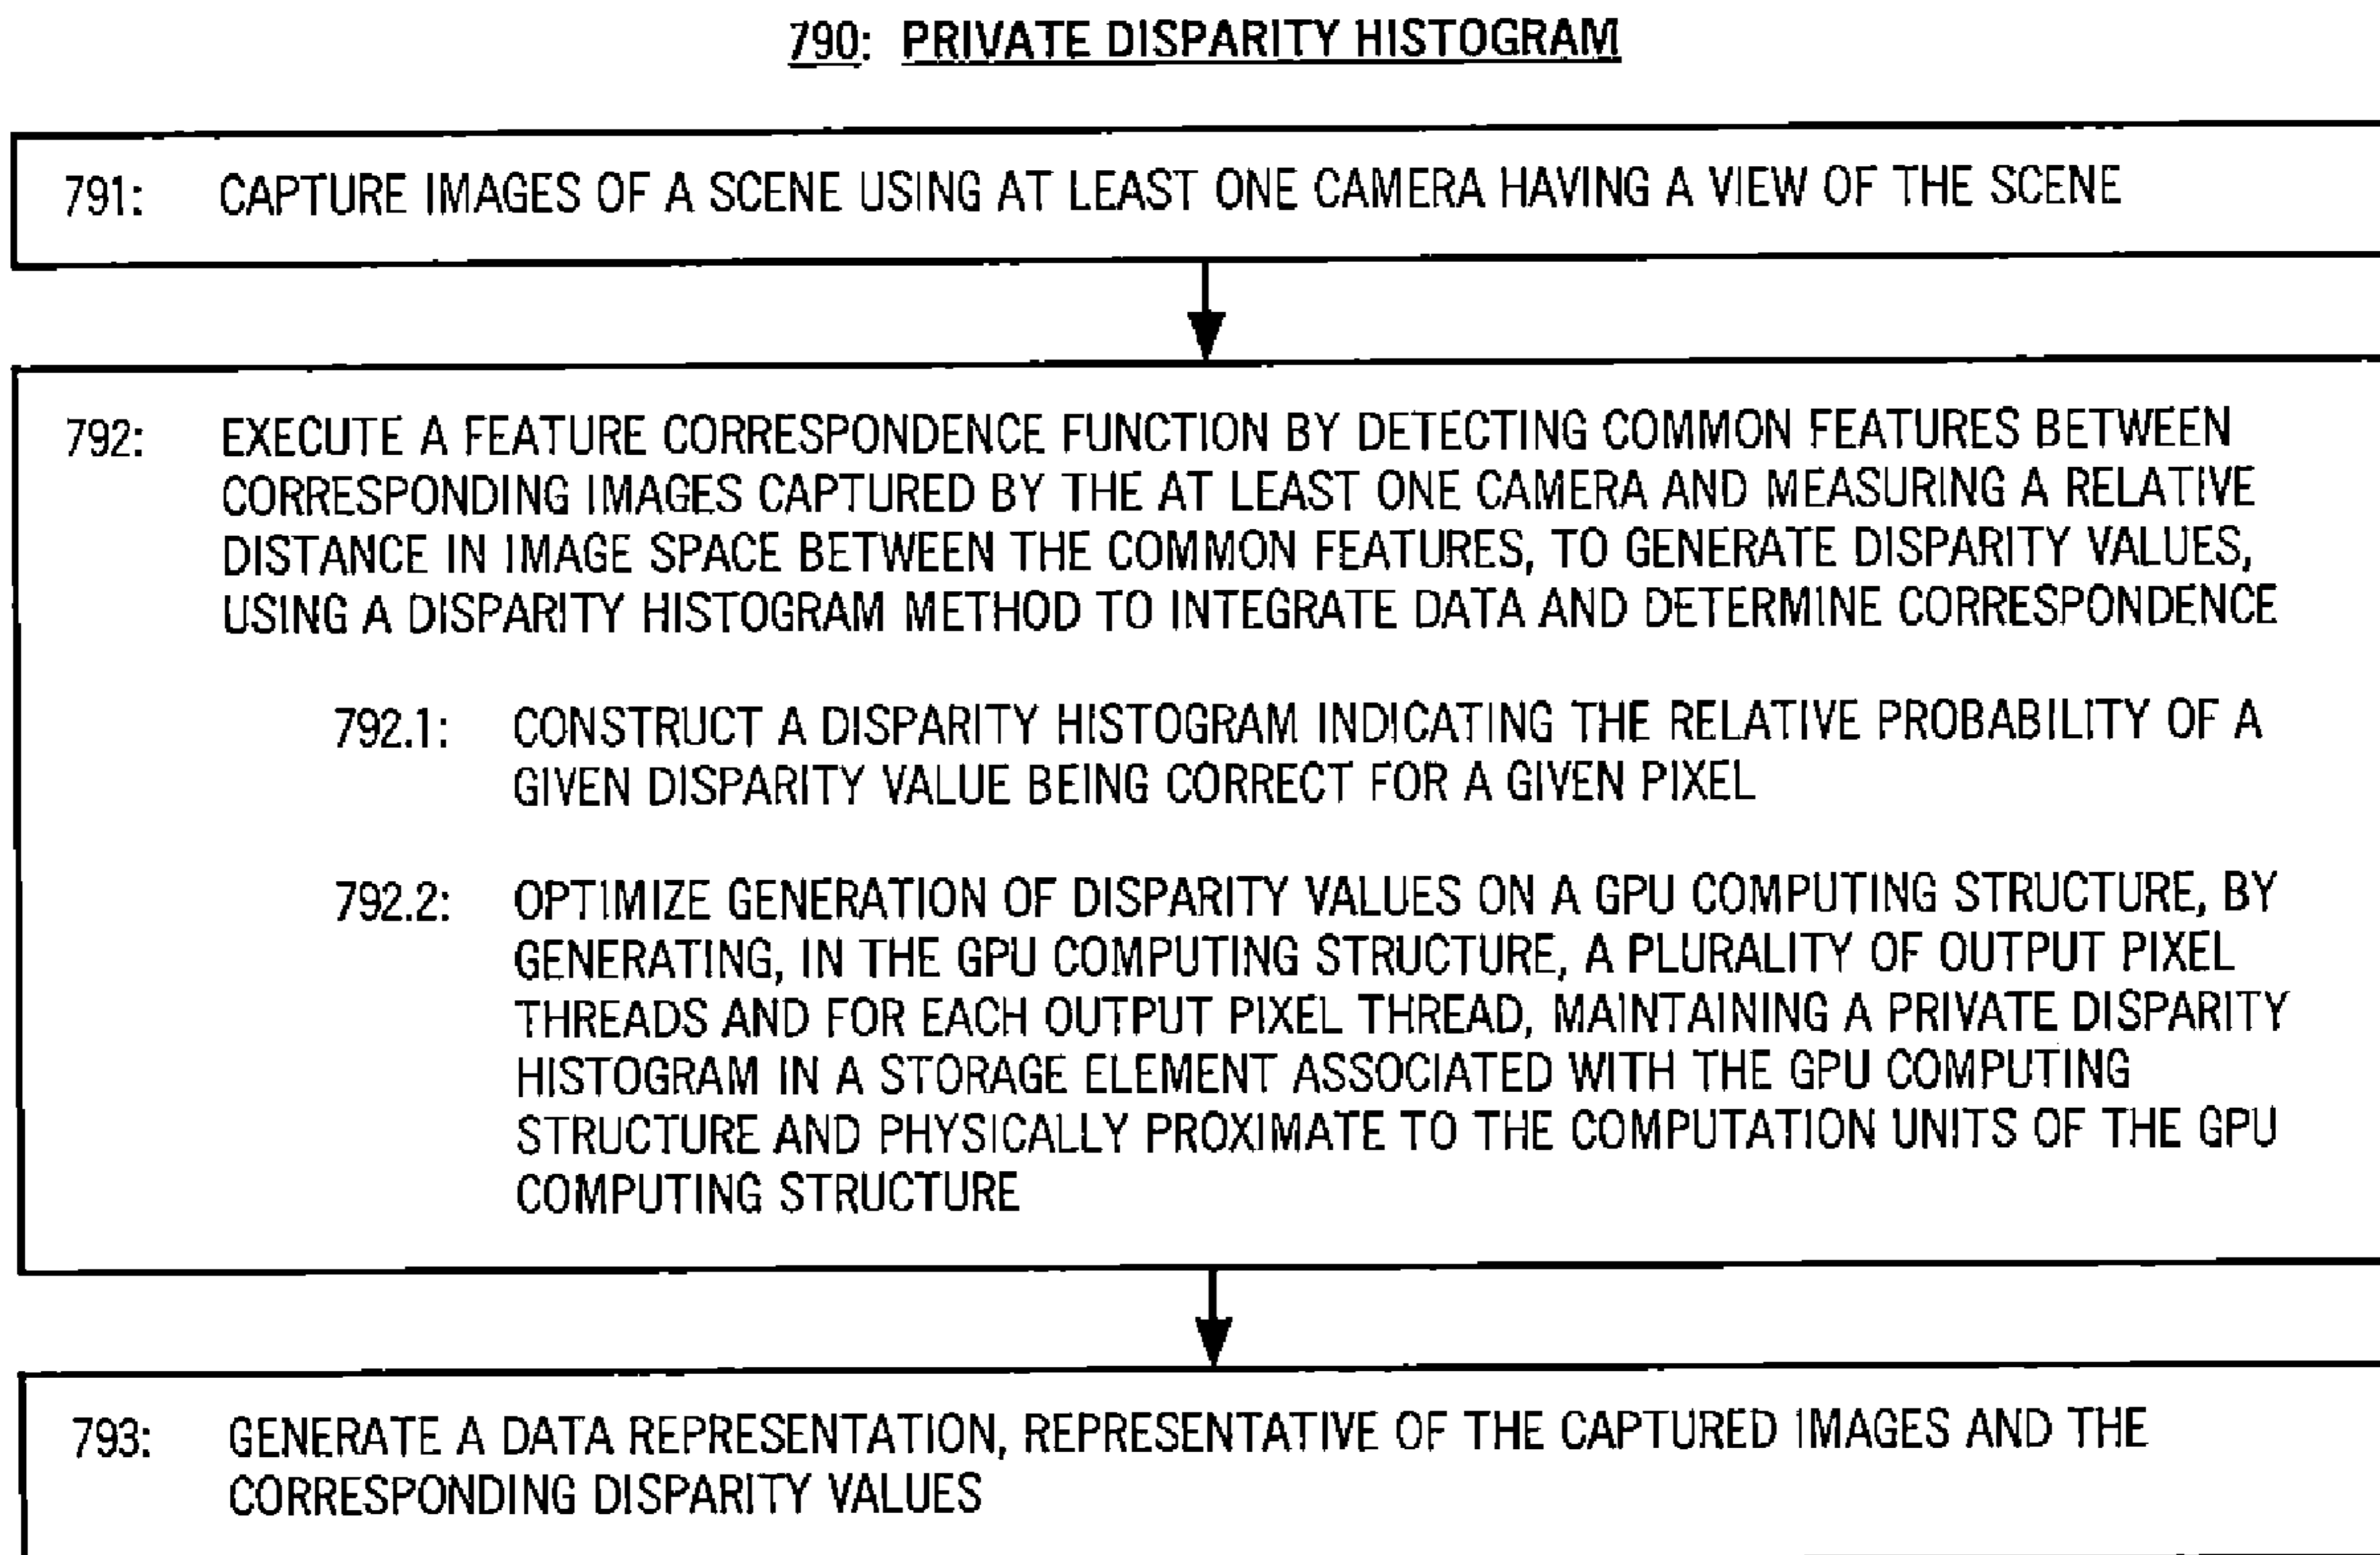 790: PRIVATE DISPARITY HISTOGRAM
791: CAPTURE IMAGES OF A SCENE USING AT LEAST ONE CAMERA HAVING A VIEW OF THE SCENE
792: EXECUTE A FEATURE CORRESPONDENCE FUNCTION BY DETECTING COMMON FEATURES BETWEEN
CORRESPONDING IMAGES CAPTURED BY THE AT LEAST ONE CAMERA AND MEASURING A RELATIVE
DISTANCE IN IMAGE SPACE BETWEEN THE COMMON FEATURES, TO GENERATE DISPARITY VALUES,
USING A DISPARITY HISTOGRAM METHOD TO INTEGRATE DATA AND DETERMINE CORRESPONDENCE
792.1: CONSTRUCT A DISPARITY HISTOGRAM INDICATING THE RELATIVE PROBABILITY OF A
GIVEN DISPARITY VALUE BEING CORRECT FOR A GIVEN PIXEL
792.2: OPTIMIZE GENERATION OF DISPARITY VALUES ON A GPU COMPUTING STRUCTURE, BY
GENERATING, IN THE GPU COMPUTING STRUCTURE, A PLURALITY OF OUTPUT PIXEL
THREADS AND FOR EACH OUTPUT PIXEL THREAD, MAINTAINING A PRIVATE DISPARITY
HISTOGRAM IN A STORAGE ELEMENT ASSOCIATED WITH THE GPU COMPUTING
STRUCTURE AND PHYSICALLY PROXIMATE TO THE COMPUTATION UNITS OF THE GPU
COMPUTING STRUCTURE
793: GENERATE A DATA REPRESENTATION, REPRESENTATIVE OF THE CAPTURED IMAGES AND THE
CORRESPONDING DISPARITY VALUES